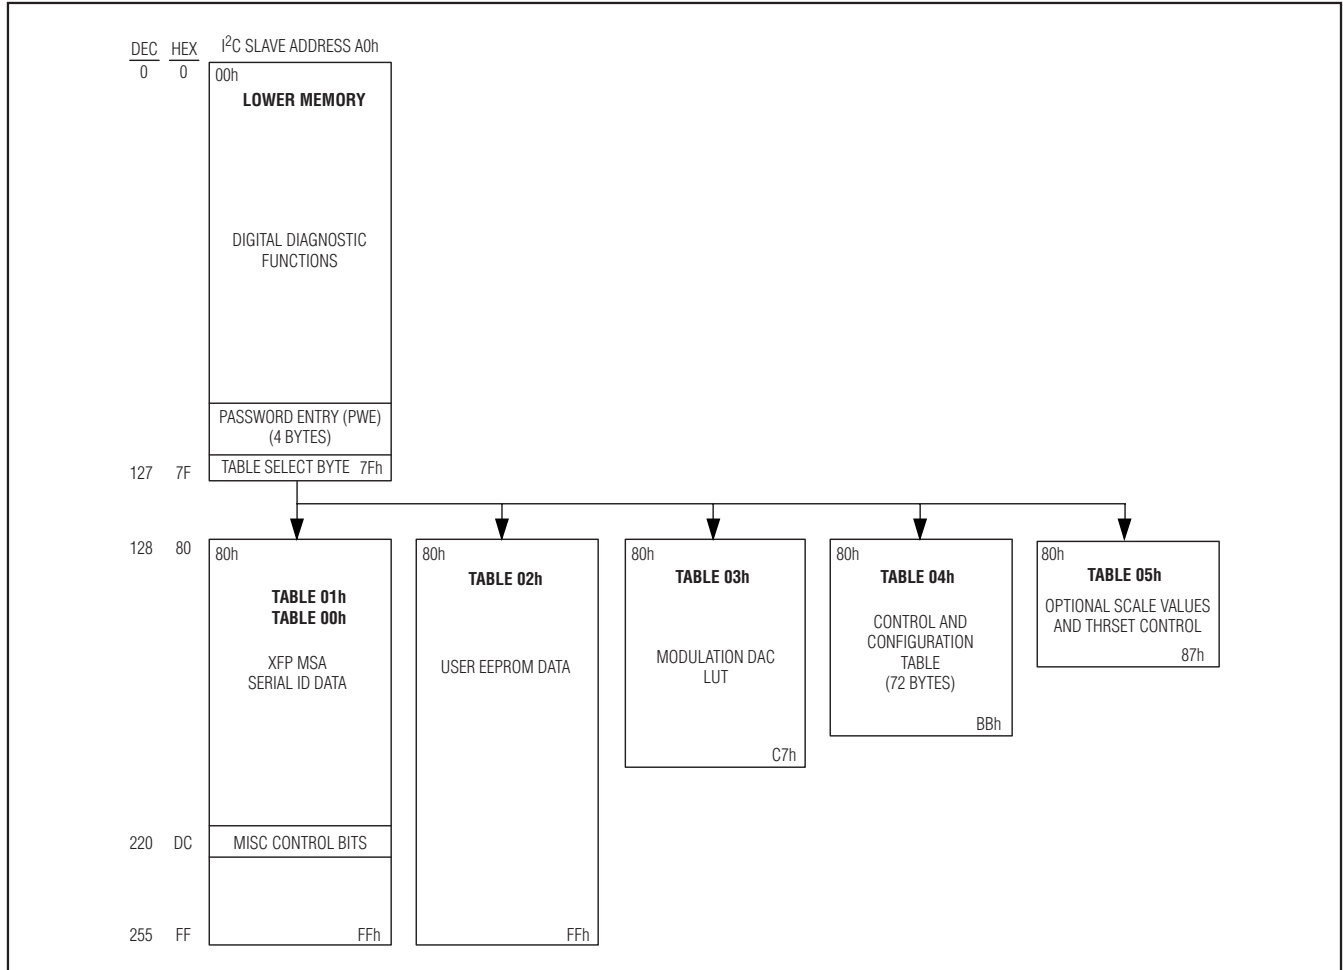 DEC HEX I2C SLAVE ADDRESS A0h
0 0 00h
LOWER MEMORY
DIGITAL DIAGNOSTIC
FUNCTIONS
PASSWORD ENTRY (PWE)
(4 BYTES)
127 7F TABLE SELECT BYTE 7Fh
128 80
80h
TABLE 01h
TABLE 00h
XFP MSA
SERIAL ID DATA
220 DC MISC CONTROL BITS
255 FF FFh
80h
TABLE 02h
USER EEPROM DATA
FFh
80h
TABLE 03h
MODULATION DAC
LUT
C7h
80h
TABLE 04h
CONTROL AND
CONFIGURATION
TABLE
(72 BYTES)
BBh
80h
TABLE 05h
OPTIONAL SCALE VALUES
AND THRSET CONTROL
87h